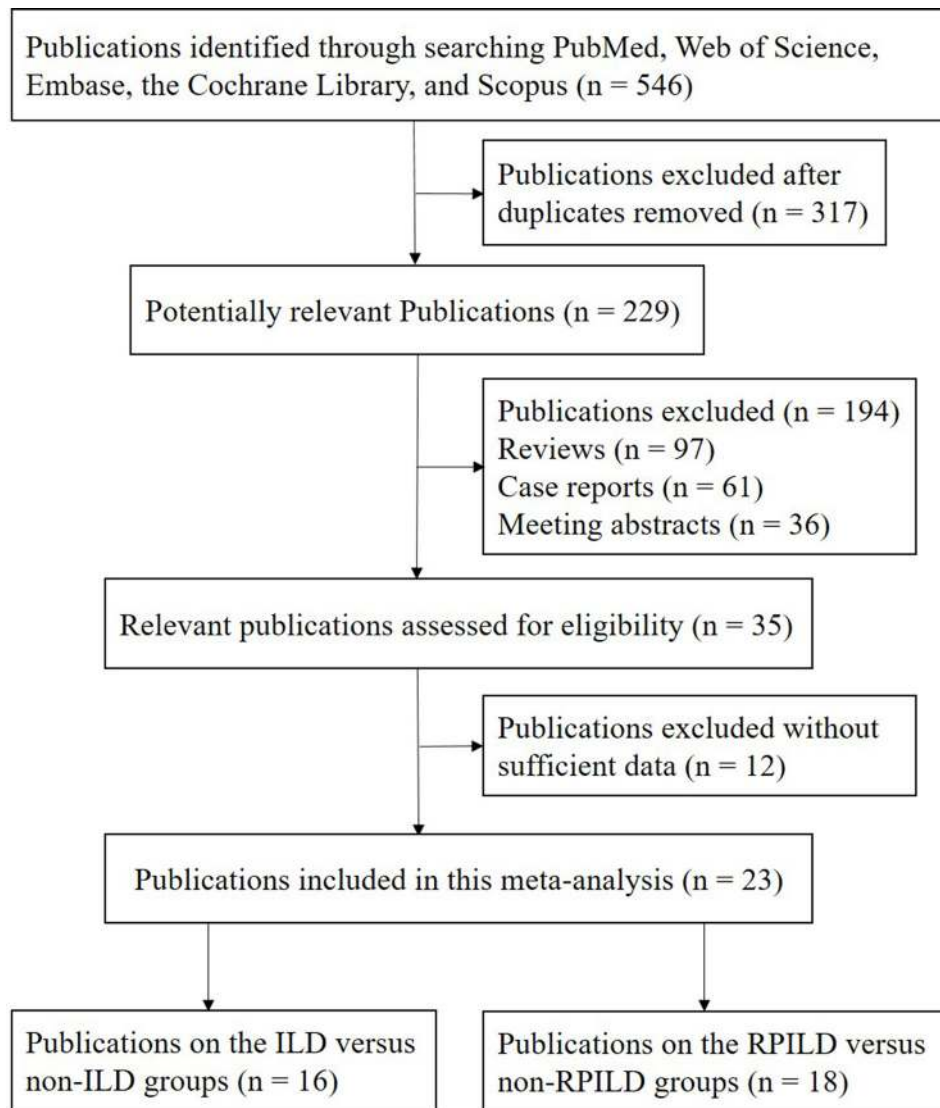 Publications identified through searching PubMed, Web of Science,
Embase, the Cochrane Library, and Scopus (n = 546)
Publications excluded after
duplicates removed (n = 317)
Potentially relevant Publications (n = 229)
Publications excluded (n = 194)
Reviews (n = 97)
Case reports (n = 61)
Meeting abstracts (n = 36)
Relevant publications assessed for eligibility (n = 35)
Publications excluded without
sufficient data (n = 12)
Publications included in this meta-analysis (n = 23)
Publications on the ILD versus
non-ILD groups (n = 16)
Publications on the RPILD versus
non-RPILD groups (n = 18)